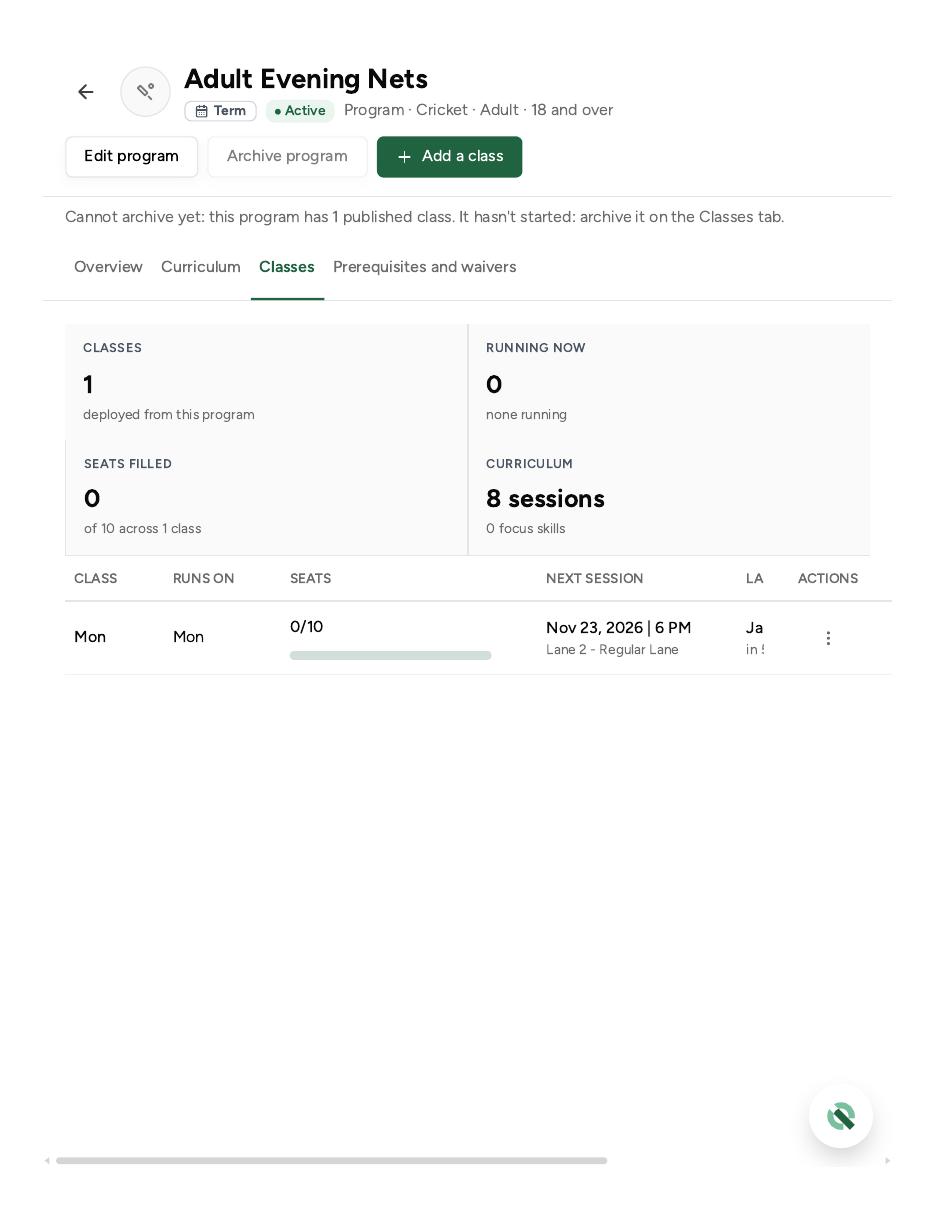 Adult Evening Nets
Term
Active
Program · Cricket · Adult · 18 and over
Edit program
Archive program
Add a class
Cannot archive yet: this program has 1 published class. It hasn't started: archive it on the Classes tab.
Overview
Curriculum
Classes
Prerequisites and waivers
CLASSES
1
deployed from this program
RUNNING NOW
0
none running
SEATS FILLED
0
of 10 across 1 class
CURRICULUM
8 sessions
0 focus skills
CLASS RUNS ON SEATS NEXT SESSION LA ACTIONS
Mon Mon 0/10 Nov 23, 2026 | 6 PM Ja
Lane 2 - Regular Lane in